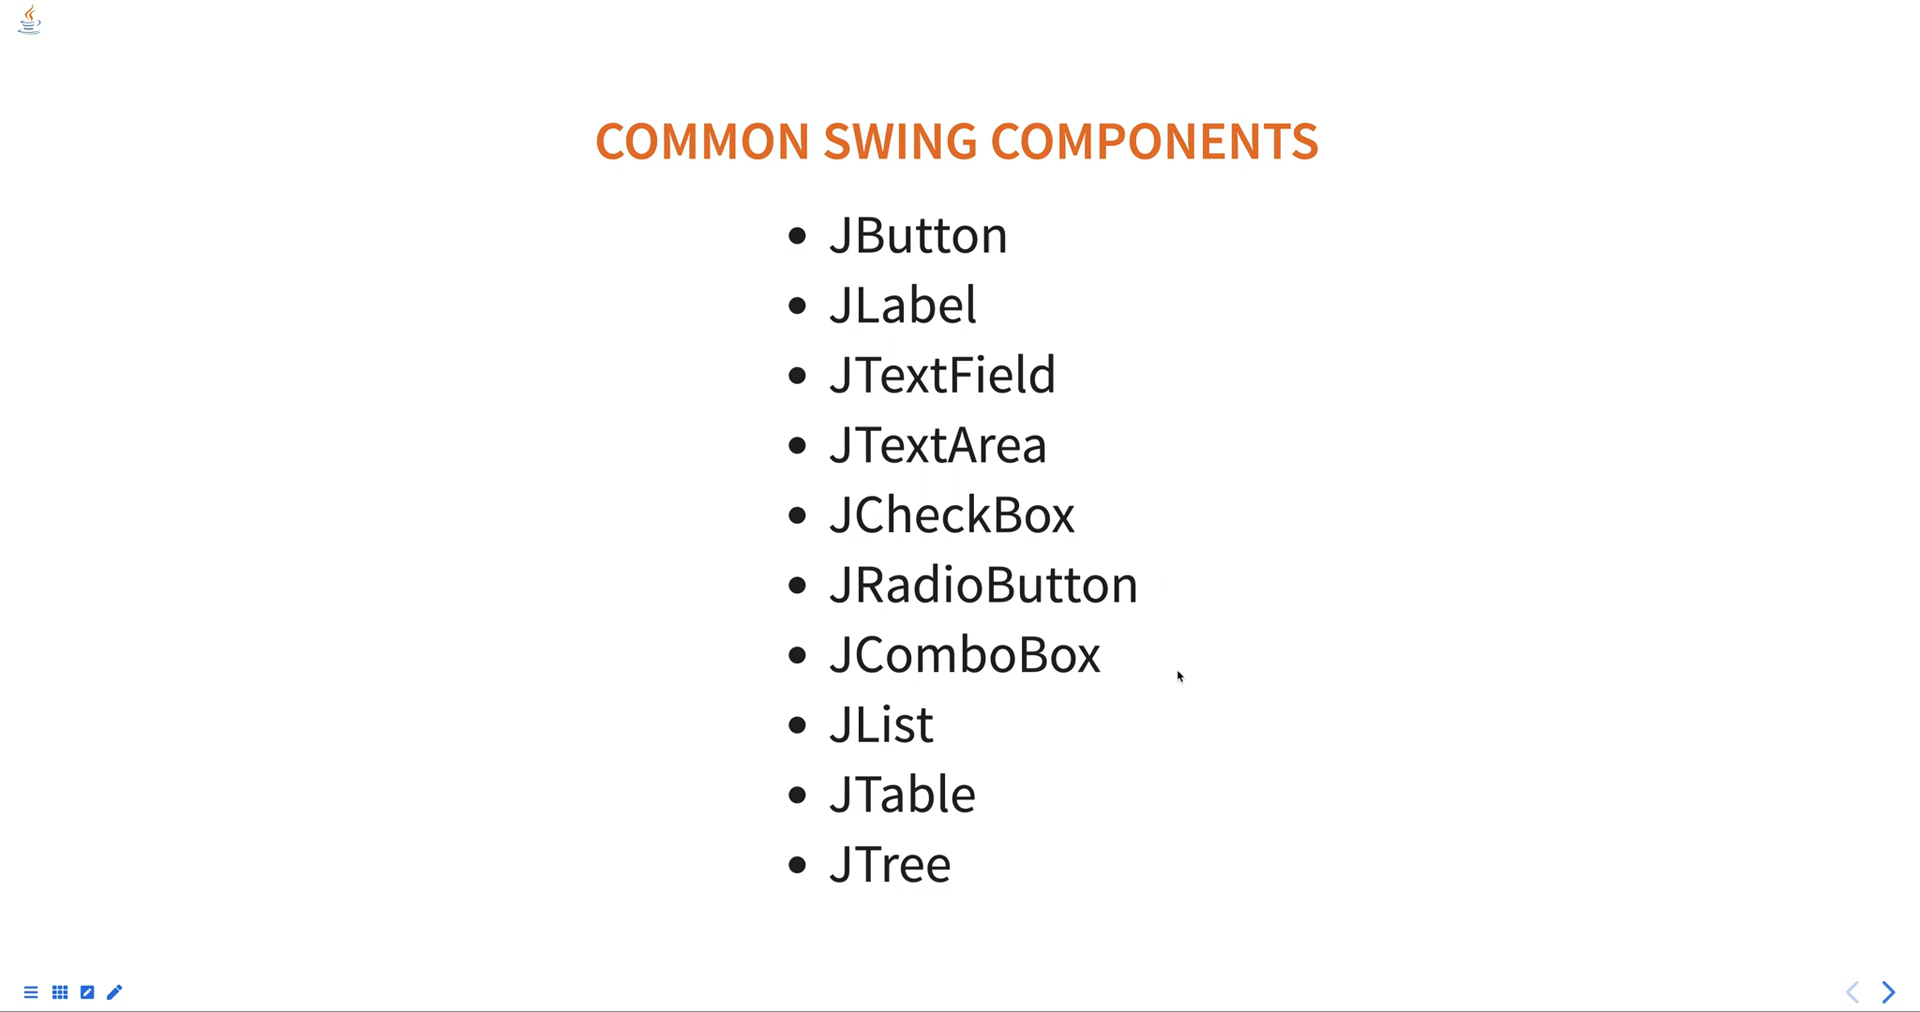 COMMON SWING COMPONENTS
• JButton
• JLabel
• JTextField
• JTextArea
• JCheckBox
• JRadioButton
• JComboBox
• JList
• JTable
• JTree